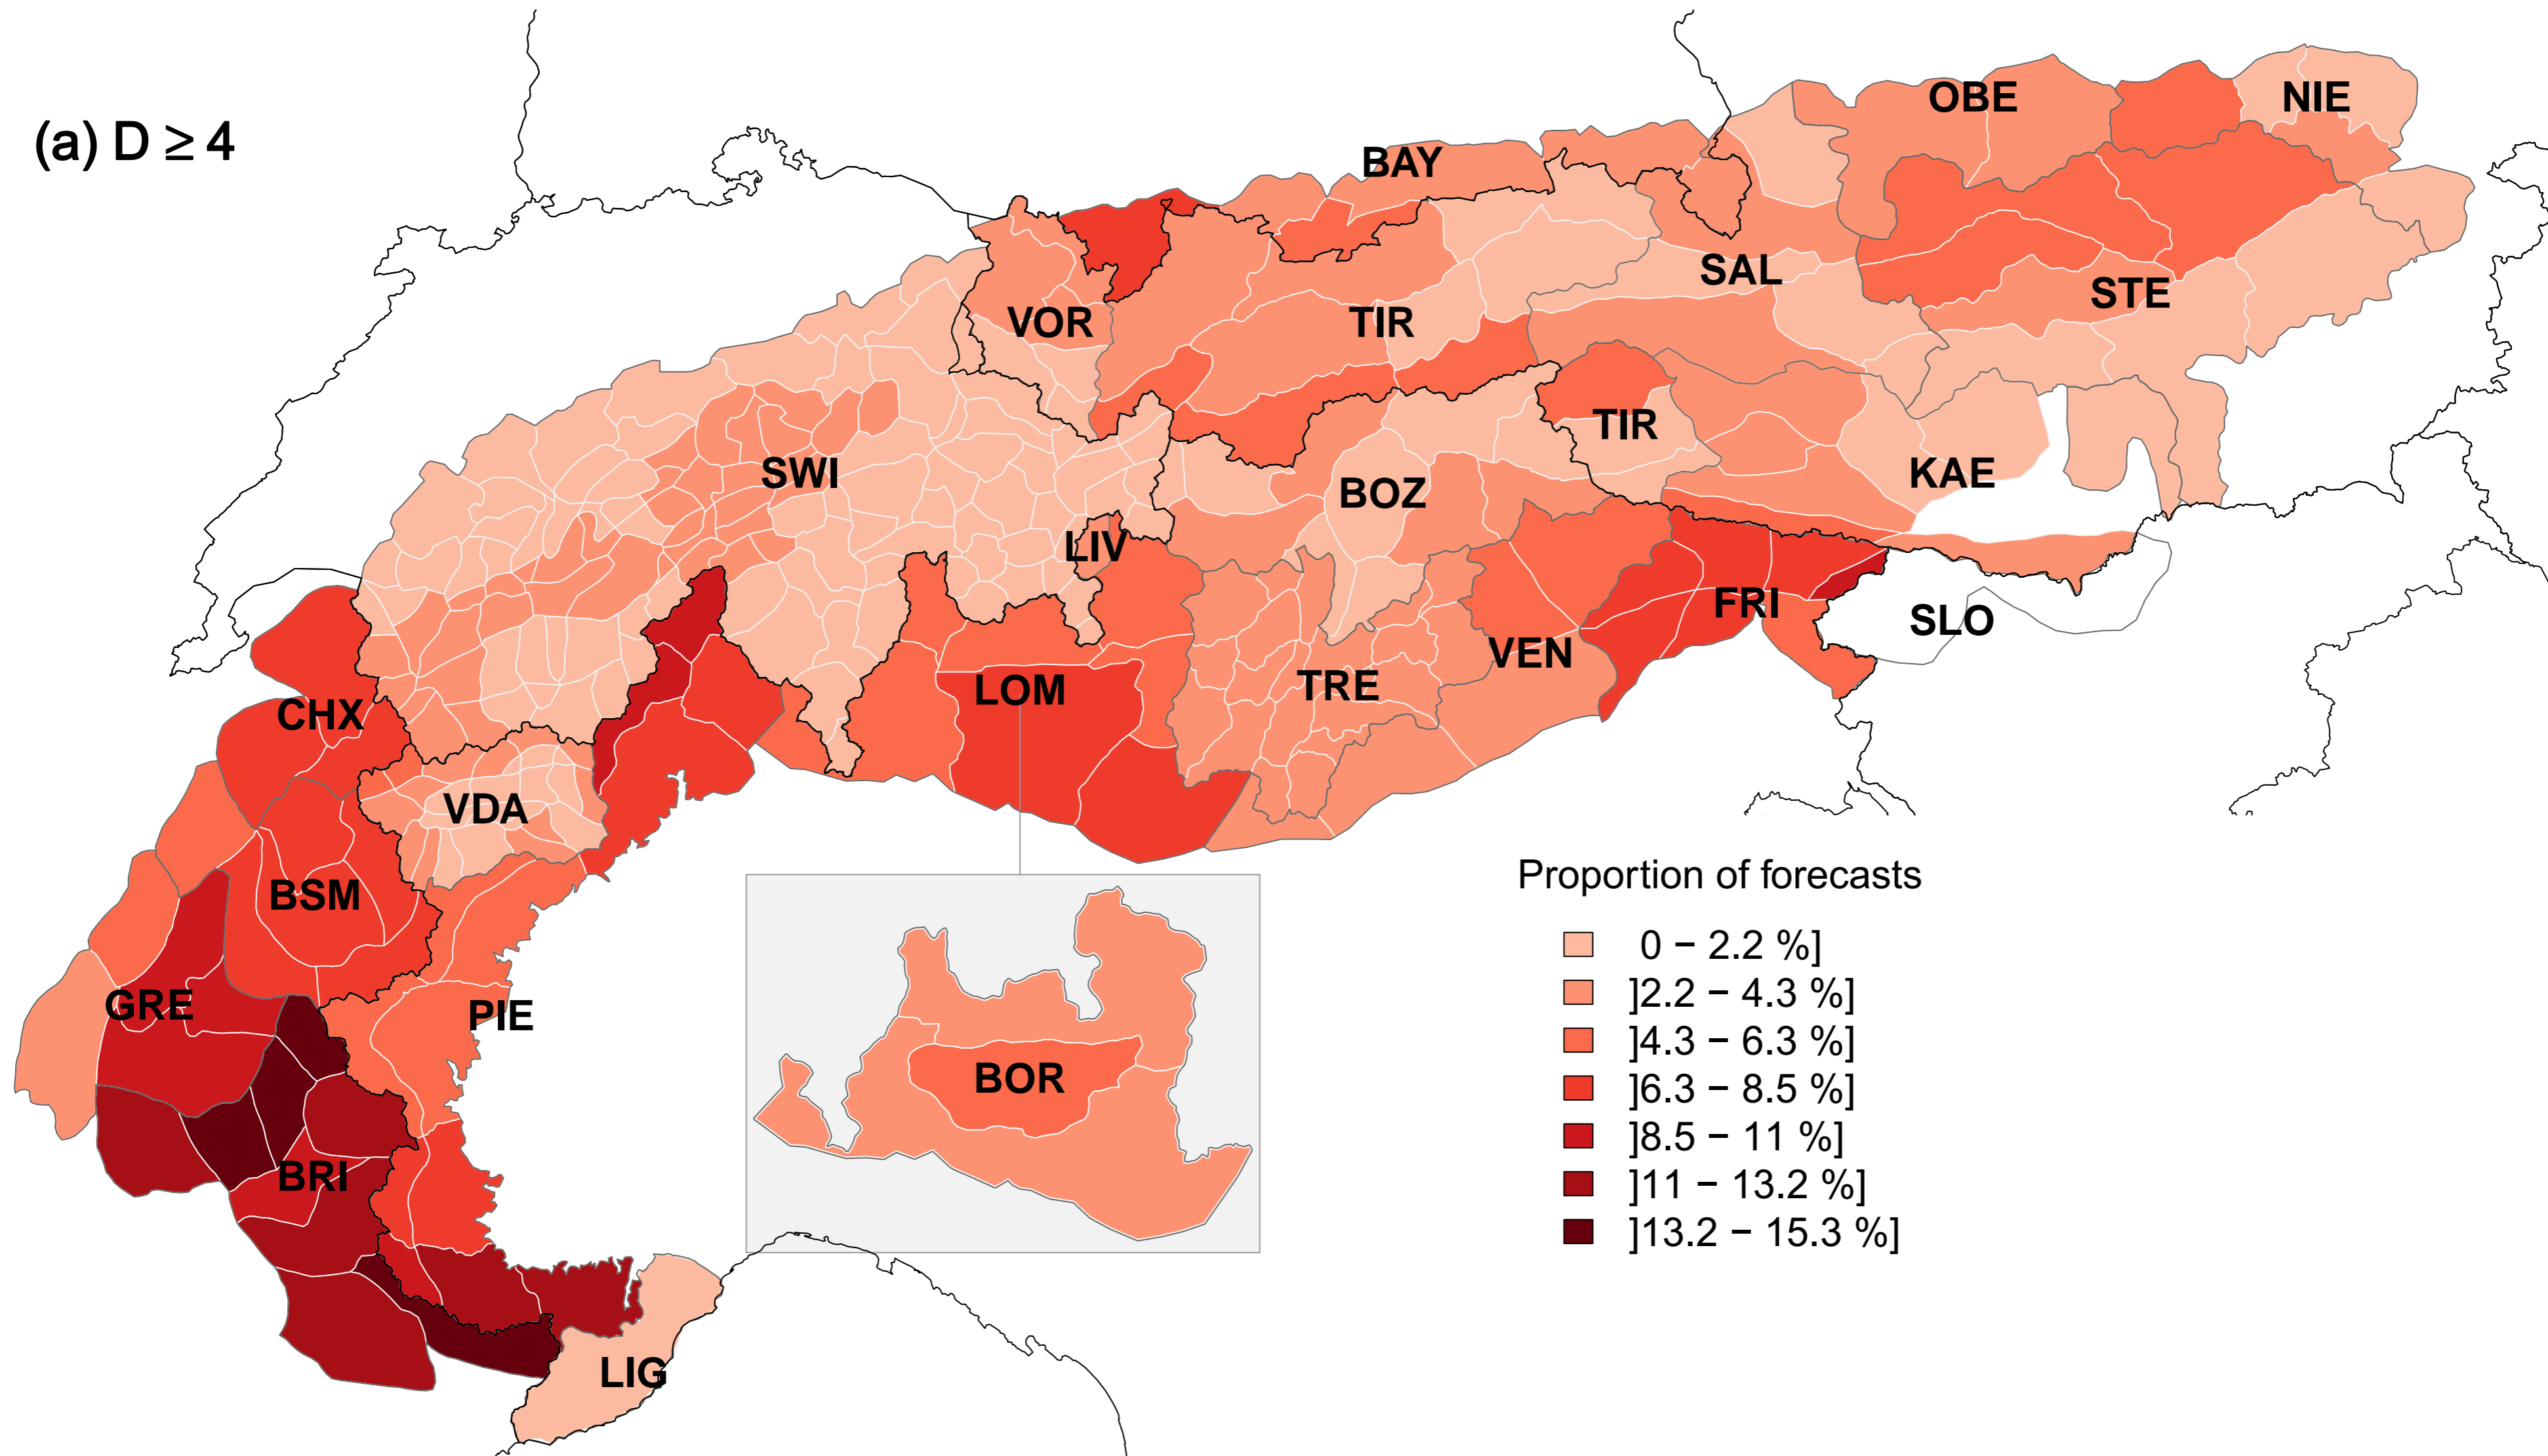 (a) D ≥ 4
OBE
NIE
BAY
SAL
STE
VOR
TIR
TIR
SWI
BOZ
KAE
LIV
FRI
SLO
VEN
TRE
LOM
CHX
VDA
BSM
GRE
PIE
BOR
BRI
LIG
Proportion of forecasts
0 − 2.2 %]
]2.2 − 4.3 %]
]4.3 − 6.3 %]
]6.3 − 8.5 %]
]8.5 − 11 %]
]11 − 13.2 %]
]13.2 − 15.3 %]